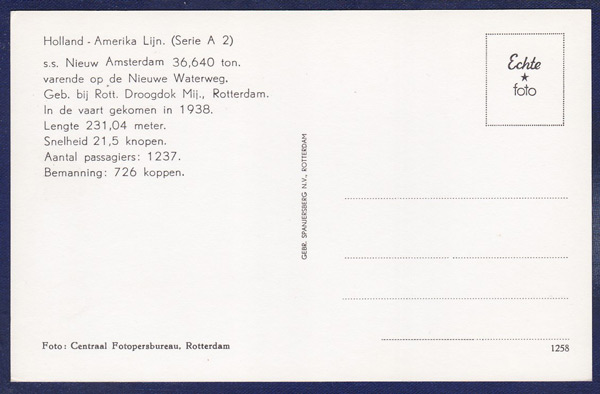 Holland - Amerika Lijn. (Serie A 2)
s.s. Nieuw Amsterdam 36,640 ton.
varende op de Nieuwe Waterweg.
Geb. bij Rott. Droogdok Mij., Rotterdam.
In de vaart gekomen in 1938.
Lengte 231,04 meter.
Snelheid 21,5 knopen.
Aantal passagiers: 1237.
Bemanning: 726 koppen.
Foto: Centraal Fotopersbureau, Rotterdam
GEBR. SPANJERSBERG N.V., ROTTERDAM
Echte
foto
1258